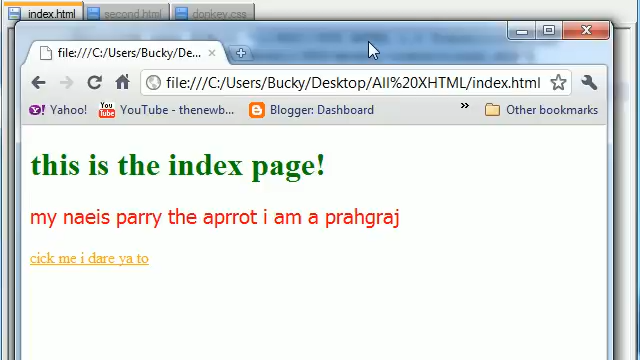 index.html second.html donkey.css
file:///C:/Users/Bucky/De...
file:///C:/Users/Bucky/Desktop/All%20XHTML/index.html
Yahoo! YouTube - thenewb... Blogger: Dashboard » Other bookmarks
this is the index page!
my naeis parry the aprrot i am a prahgraj
cick me i dare ya to